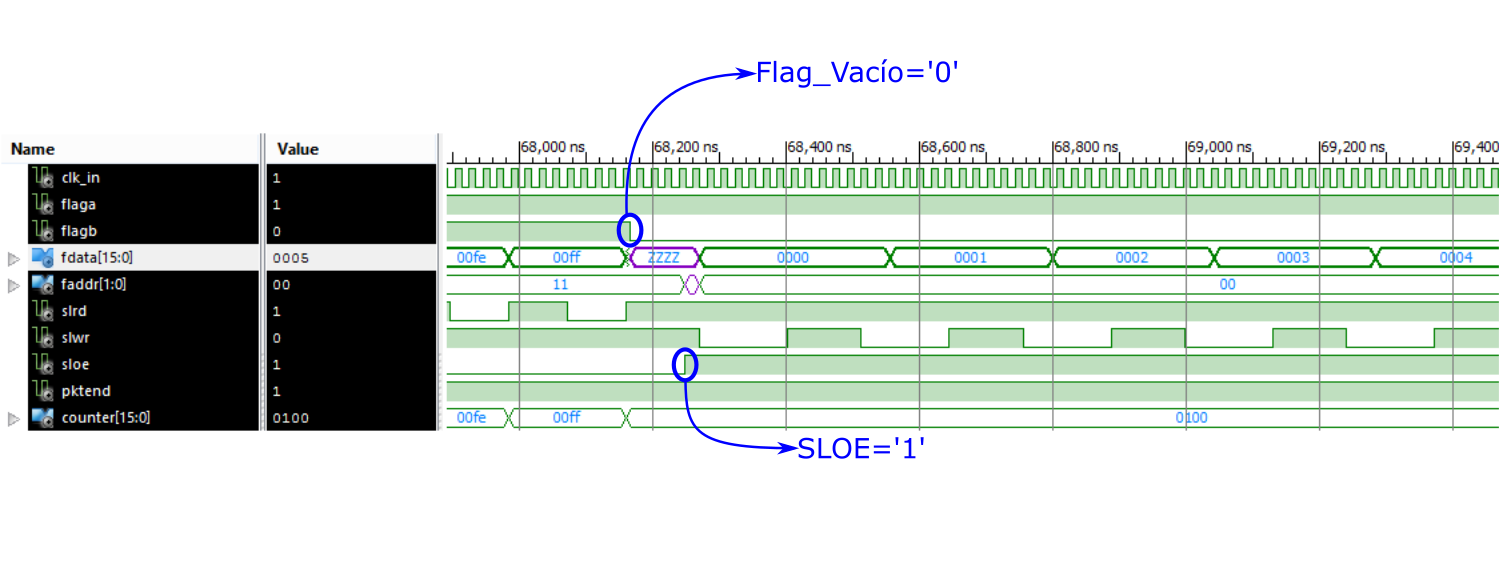 Flag_Vacío='0'
Name Value 68,000 ns 68,200 ns 68,400 ns 68,600 ns 68,800 ns 69,000 ns 69,200 ns 69,400
clk_in 1
flaga 1
flagb 0
fdata[15:0] 0005 00fe 00ff ZZZZ 0000 0001 0002 0003 0004
faddr[1:0] 00 11 00
slrd 1
slwr 0
sloe 1
pktend 1
counter[15:0] 0100 00fe 00ff 0100
SLOE='1'